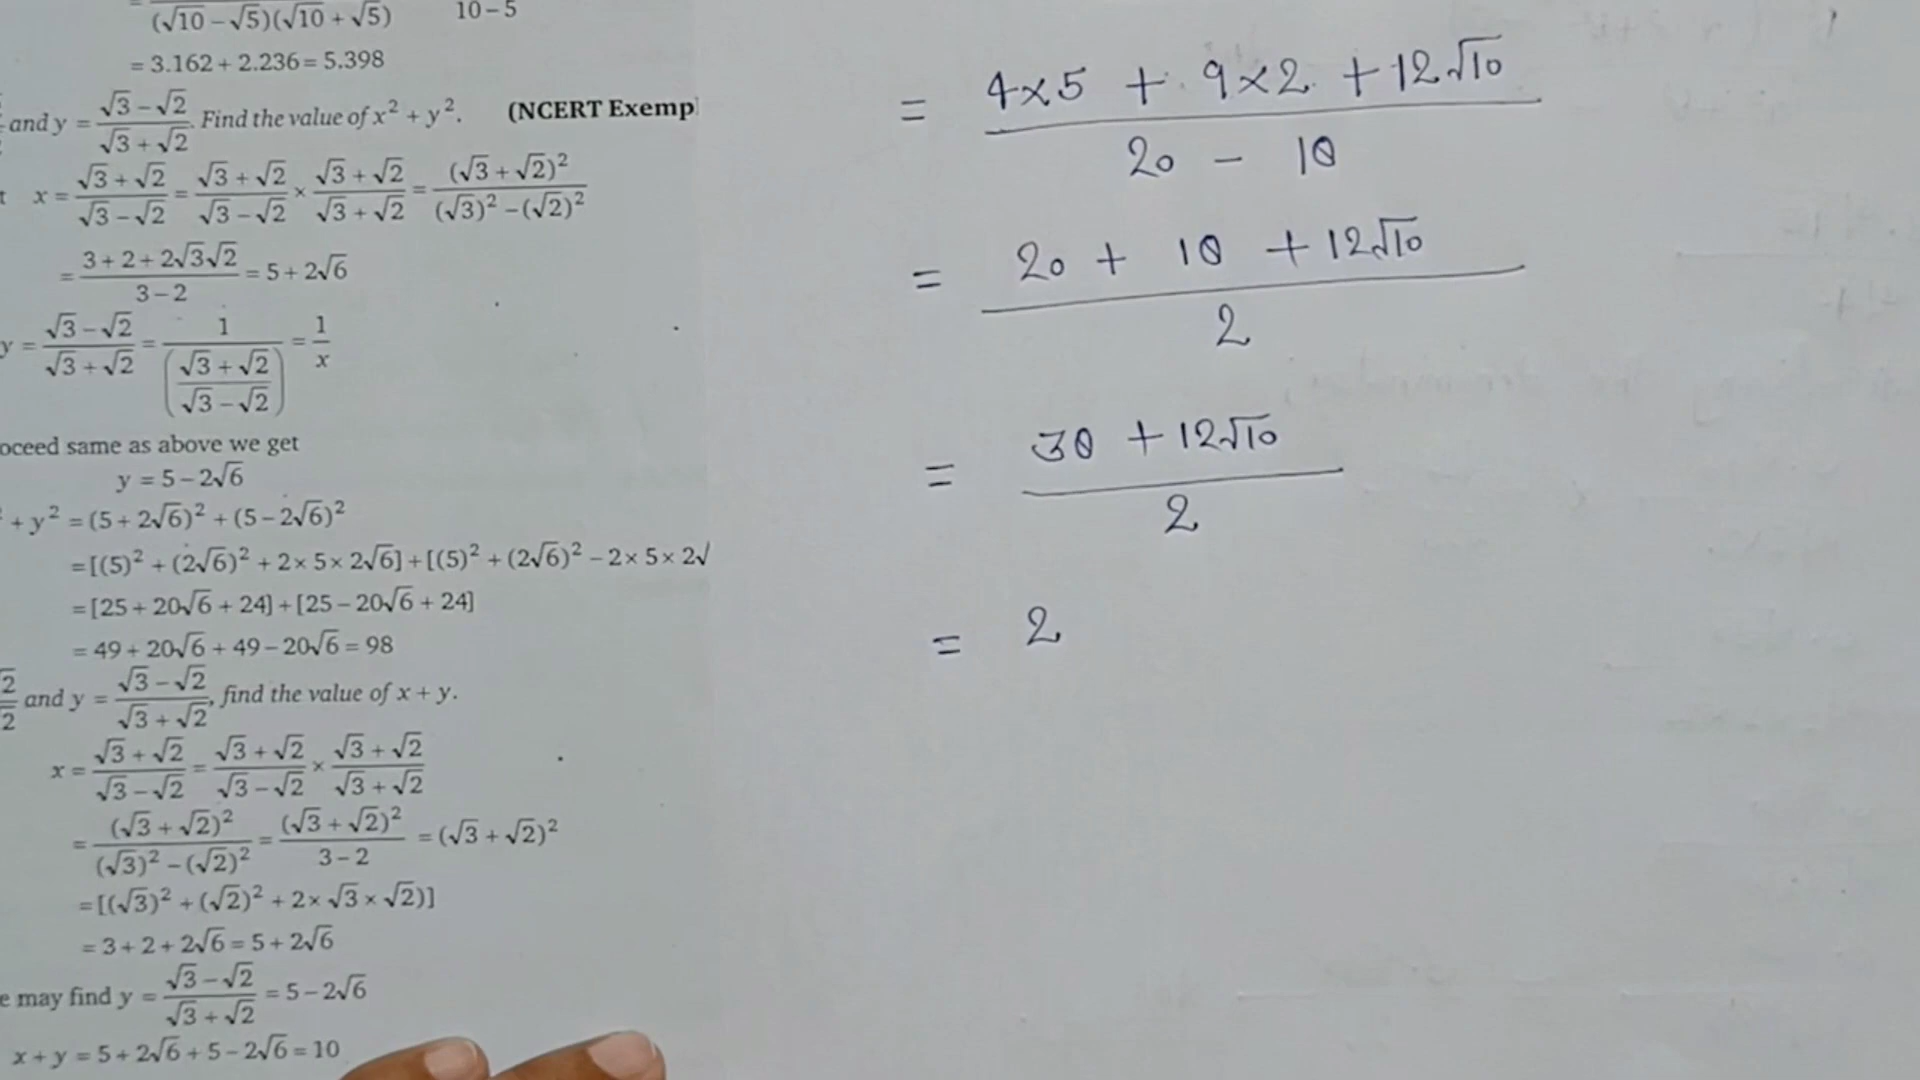 (√10 – √5)(√10 + √5) 10 – 5
= 3.162 + 2.236 = 5.398
and y = (√3 – √2)/(√3 + √2). Find the value of x² + y². (NCERT Exemp
x = (√3 + √2)/(√3 – √2) = (√3 + √2)/(√3 – √2) × (√3 + √2)/(√3 + √2) = (√3 + √2)²/((√3)² – (√2)²)
= (3 + 2 + 2√3√2)/(3 – 2) = 5 + 2√6
y = (√3 – √2)/(√3 + √2) = 1/((√3 + √2)/(√3 – √2)) = 1/x
oceed same as above we get
y = 5 – 2√6
+ y² = (5 + 2√6)² + (5 – 2√6)²
= [(5)² + (2√6)² + 2 × 5 × 2√6] + [(5)² + (2√6)² – 2 × 5 × 2√
= [25 + 20√6 + 24] + [25 – 20√6 + 24]
= 49 + 20√6 + 49 – 20√6 = 98
and y = (√3 – √2)/(√3 + √2), find the value of x + y.
x = (√3 + √2)/(√3 – √2) = (√3 + √2)/(√3 – √2) × (√3 + √2)/(√3 + √2)
= (√3 + √2)²/((√3)² – (√2)²) = (√3 + √2)²/(3 – 2) = (√3 + √2)²
= [(√3)² + (√2)² + 2 × √3 × √2)]
= 3 + 2 + 2√6 = 5 + 2√6
e may find y = (√3 – √2)/(√3 + √2) = 5 – 2√6
x + y = 5 + 2√6 + 5 – 2√6 = 10
= (4×5 + 9×2 + 12√10)/(20 – 18)
= (20 + 18 + 12√10)/2
= (38 + 12√10)/2
= 2